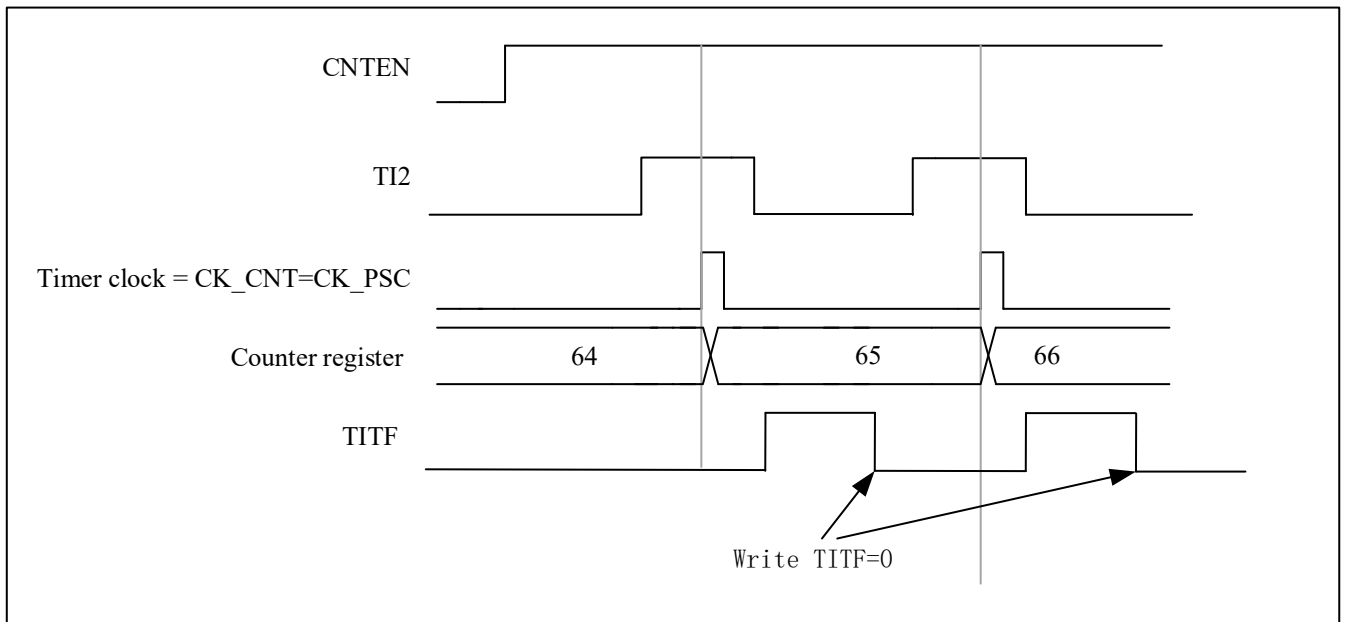 CNTEN
TI2
Timer clock = CK_CNT=CK_PSC
Counter register
64
65
66
TITF
Write TITF=0